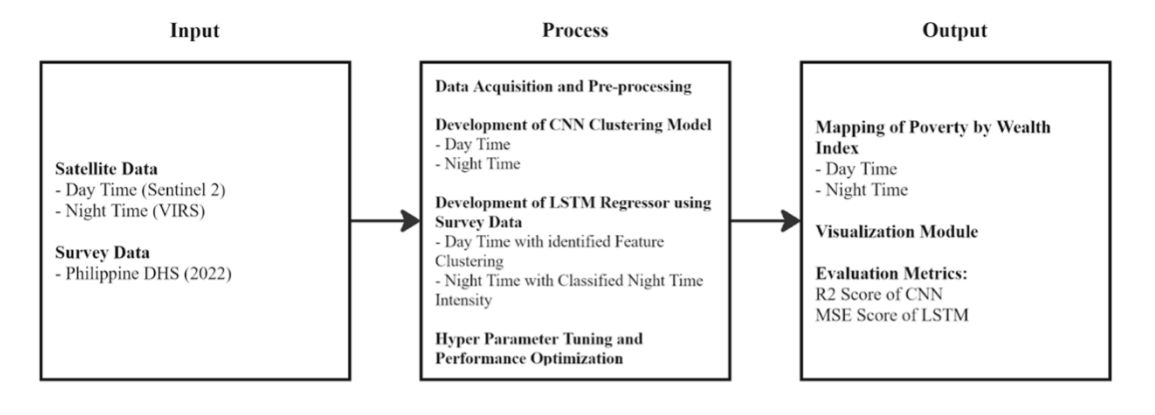 Input
Satellite Data
- Day Time (Sentinel 2)
- Night Time (VIRS)
Survey Data
- Philippine DHS (2022)
Process
Data Acquisition and Pre-processing
Development of CNN Clustering Model
- Day Time
- Night Time
Development of LSTM Regressor using
Survey Data
- Day Time with identified Feature
Clustering
- Night Time with Classified Night Time
Intensity
Hyper Parameter Tuning and
Performance Optimization
Output
Mapping of Poverty by Wealth
Index
- Day Time
- Night Time
Visualization Module
Evaluation Metrics:
R2 Score of CNN
MSE Score of LSTM